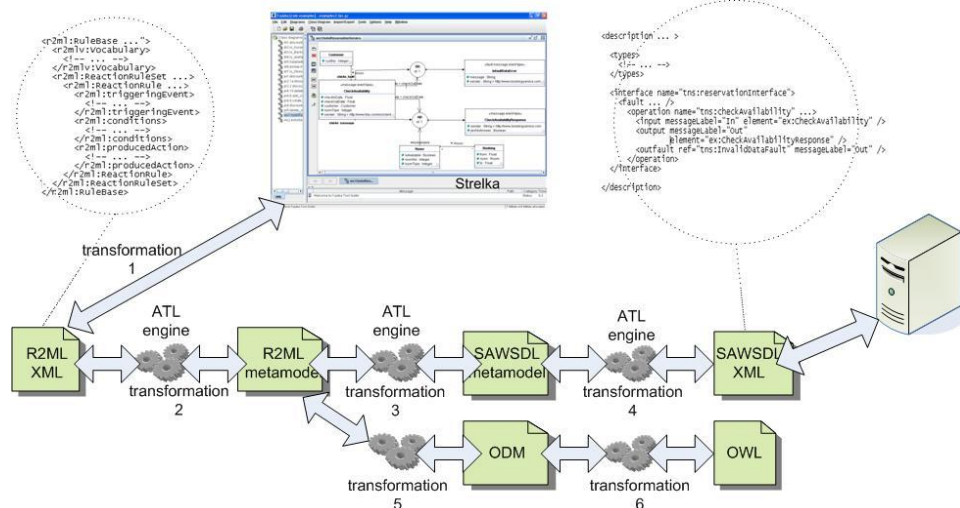 <r2ml:RuleBase ...">
<r2mlv:Vocabulary>
<!-- ... -->
</r2mlv:Vocabulary>
<r2ml:ReactionRuleSet ...>
<r2ml:ReactionRule ...>
<r2ml:triggeringEvent>
<!-- ... -->
</r2ml:triggeringEvent>
<r2ml:conditions>
<!-- ... -->
</r2ml:conditions>
<r2ml:producedAction>
<!-- ... -->
</r2ml:producedAction>
</r2ml:ReactionRule>
</r2ml:ReactionRuleSet>
</r2ml:RuleBase>
CheckAvailability
CheckAvailabilityResponse
Strelka
<description ... >
<types>
<!-- ... -->
</types>
<interface name="tns:reservationInterface">
<fault ... />
<operation name="tns:checkAvailability" ...>
<input messageLabel="In" element="ex:CheckAvailability" />
<output messageLabel="Out"
element="ex:CheckAvailabilityResponse" />
<outfault ref="tns:InvalidDataFault" messageLabel="Out" />
</operation>
</interface>
</description>
transformation
1
R2ML
XML
ATL
engine
transformation
2
R2ML
metamodel
ATL
engine
transformation
3
SAWSDL
metamodel
ATL
engine
transformation
4
SAWSDL
XML
transformation
5
ODM
transformation
6
OWL